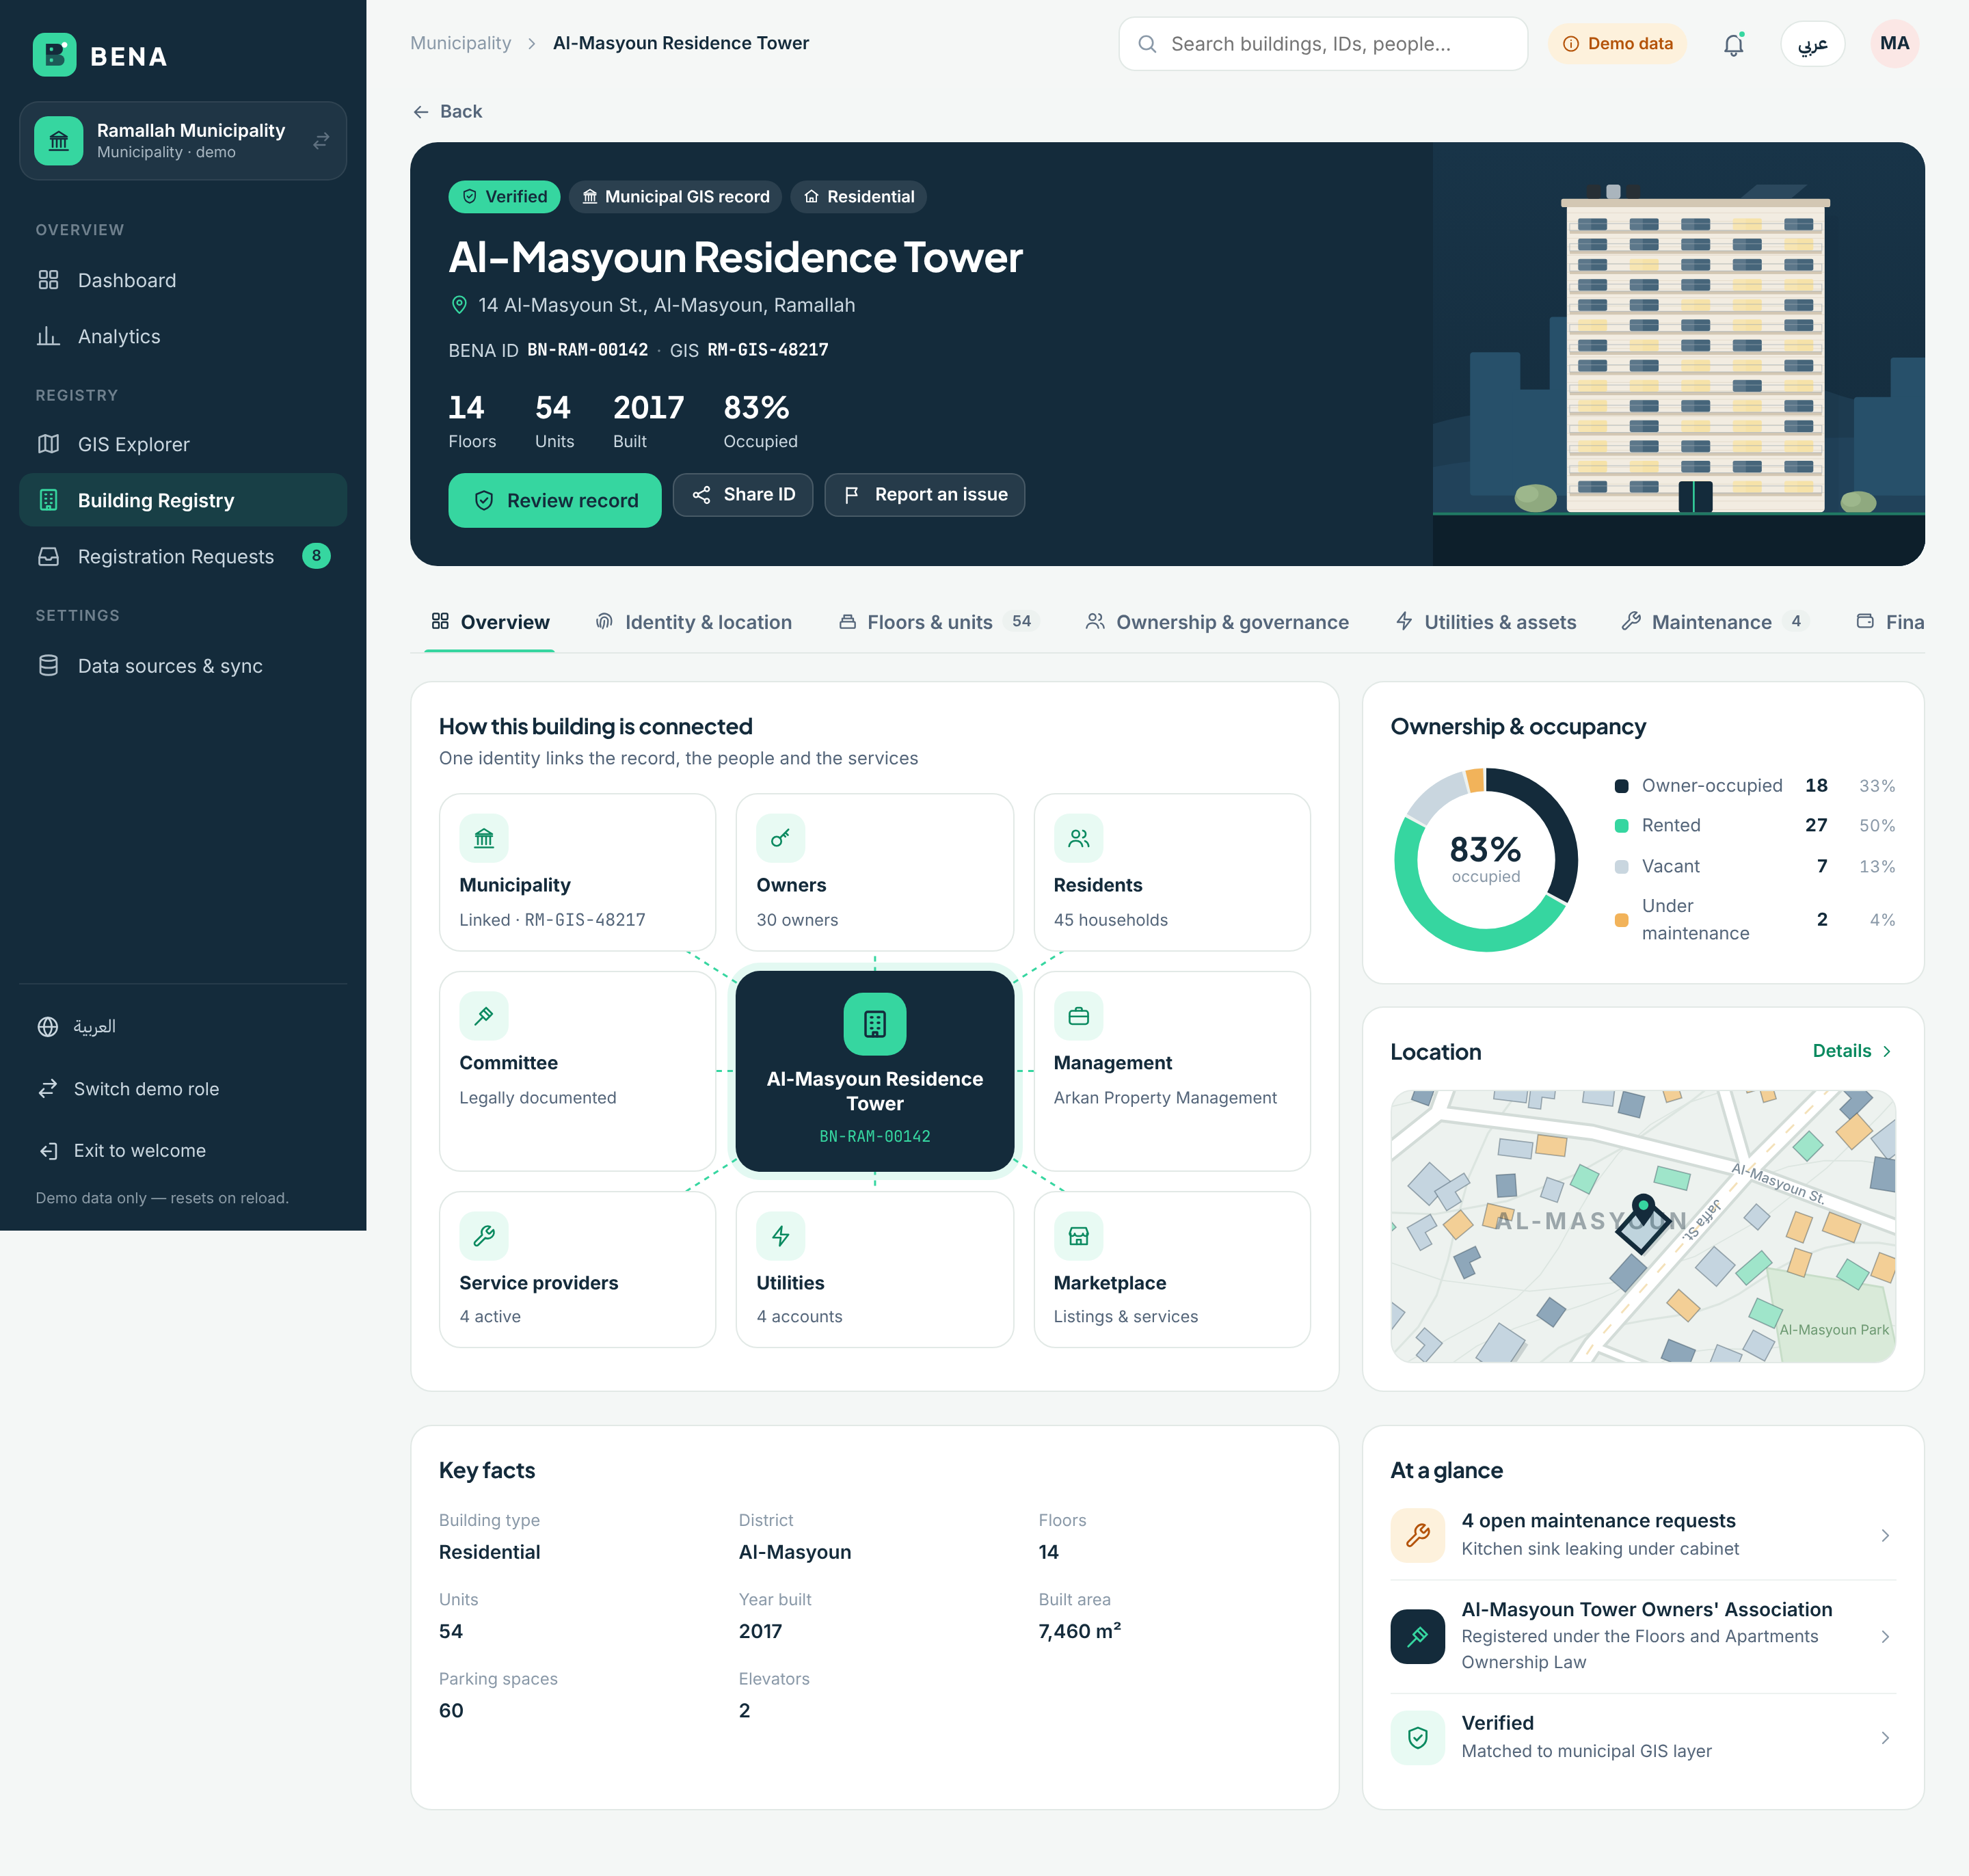 BENA
Ramallah Municipality
Municipality · demo
OVERVIEW
Dashboard
Analytics
REGISTRY
GIS Explorer
Building Registry
Registration Requests 8
SETTINGS
Data sources & sync
العربية
Switch demo role
Exit to welcome
Demo data only — resets on reload.
Municipality > Al-Masyoun Residence Tower
Search buildings, IDs, people...
Demo data
عربي
MA
Back
Verified
Municipal GIS record
Residential
Al-Masyoun Residence Tower
14 Al-Masyoun St., Al-Masyoun, Ramallah
BENA ID BN-RAM-00142 · GIS RM-GIS-48217
14 54 2017 83%
Floors Units Built Occupied
Review record
Share ID
Report an issue
Overview
Identity & location
Floors & units 54
Ownership & governance
Utilities & assets
Maintenance 4
Fina
How this building is connected
One identity links the record, the people and the services
Municipality
Linked · RM-GIS-48217
Owners
30 owners
Residents
45 households
Committee
Legally documented
Al-Masyoun Residence
Tower
BN-RAM-00142
Management
Arkan Property Management
Service providers
4 active
Utilities
4 accounts
Marketplace
Listings & services
Ownership & occupancy
83%
occupied
Owner-occupied 18 33%
Rented 27 50%
Vacant 7 13%
Under
maintenance 2 4%
Location
Details
Al-Masyoun St.
AL-MASYOUN
Jaffa St.
Al-Masyoun Park
Key facts
Building type
Residential
District
Al-Masyoun
Floors
14
Units
54
Year built
2017
Built area
7,460 m²
Parking spaces
60
Elevators
2
At a glance
4 open maintenance requests
Kitchen sink leaking under cabinet
Al-Masyoun Tower Owners' Association
Registered under the Floors and Apartments
Ownership Law
Verified
Matched to municipal GIS layer